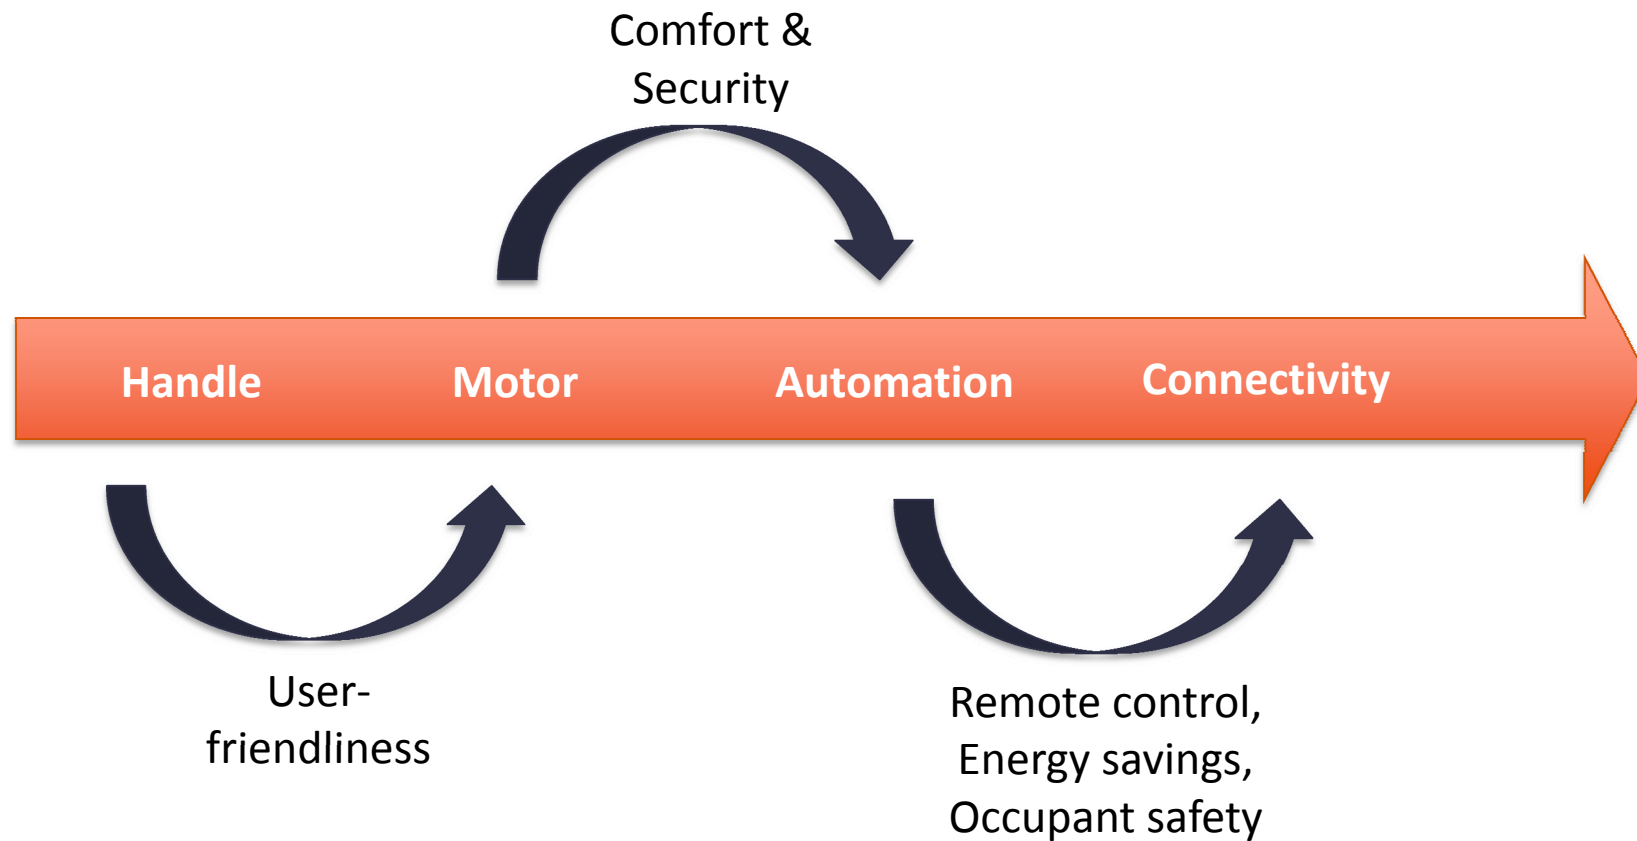 Comfort &
Security
Handle
Motor
Automation
Connectivity
User-
friendliness
Remote control,
Energy savings,
Occupant safety